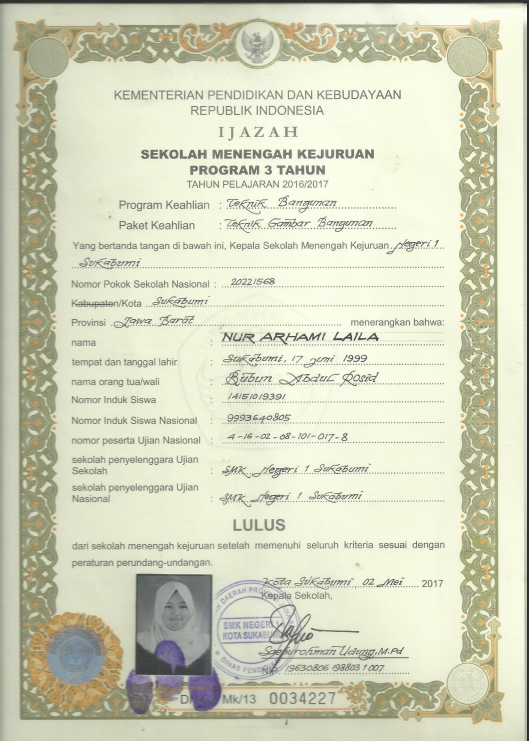 KEMENTERIAN PENDIDIKAN DAN KEBUDAYAAN
REPUBLIK INDONESIA
IJAZAH
SEKOLAH MENENGAH KEJURUAN
PROGRAM 3 TAHUN
TAHUN PELAJARAN 2016/2017
Program Keahlian : Teknik Bangunan
Paket Keahlian : Teknik Gambar Bangunan
Yang bertanda tangan di bawah ini, Kepala Sekolah Menengah Kejuruan Negeri 1
Sukabumi
Nomor Pokok Sekolah Nasional : 20221568
Kabupaten/Kota Sukabumi
Provinsi Jawa Barat menerangkan bahwa:
nama : NUR ARHAMI LAILA
tempat dan tanggal lahir : Sukabumi, 17 Juni 1999
nama orang tua/wali : Bubun Abdul Rosid
Nomor Induk Siswa : 14151019391
Nomor Induk Siswa Nasional : 9993640805
nomor peserta Ujian Nasional : 4-16-02-08-101-017-8
sekolah penyelenggara Ujian
Sekolah : SMK Negeri 1 Sukabumi
sekolah penyelenggara Ujian
Nasional : SMK Negeri 1 Sukabumi
LULUS
dari sekolah menengah kejuruan setelah memenuhi seluruh kriteria sesuai dengan
peraturan perundang-undangan.
Kota Sukabumi, 02 Mei 2017
Kepala Sekolah,
SMK NEGERI 1
KOTA SUKABUMI
Saepurohman Udung, M.Pd
19630806 198803 1 007
Mk/13 0034227